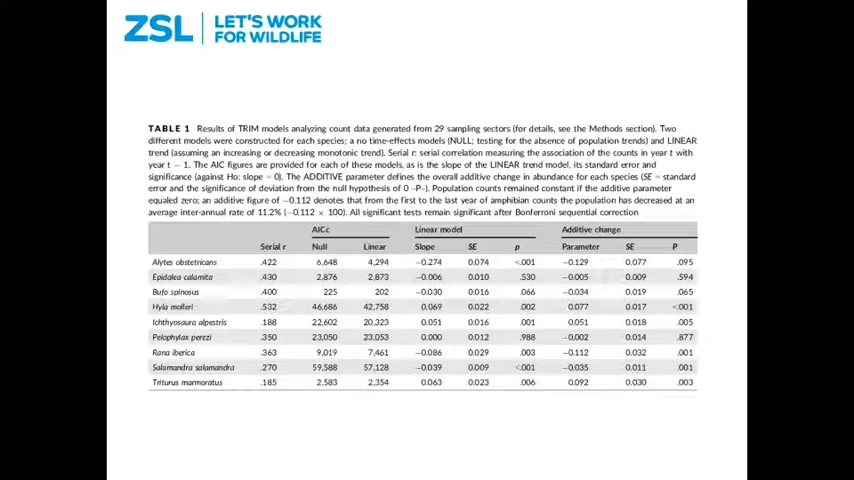 ZSL LET'S WORK
FOR WILDLIFE
TABLE 1 Results of TRIM models analyzing count data generated from 29 sampling sectors (for details, see the Methods section). Two
different models were constructed for each species; a no time-effects models (NULL; testing for the absence of population trends) and LINEAR
trend (assuming an increasing or decreasing monotonic trend). Serial r: serial correlation measuring the association of the counts in year t with
year t − 1. The AIC figures are provided for each of these models, as is the slope of the LINEAR trend model, its standard error and
significance (against Ho: slope = 0). The ADDITIVE parameter defines the overall additive change in abundance for each species (SE = standard
error and the significance of deviation from the null hypothesis of 0 –P–). Population counts remained constant if the additive parameter
equaled zero; an additive figure of −0.112 denotes that from the first to the last year of amphibian counts the population has decreased at an
average inter-annual rate of 11.2% (−0.112 × 100). All significant tests remain significant after Bonferroni sequential correction
AICc Linear model Additive change
Serial r Null Linear Slope SE p Parameter SE P
Alytes obstetricans .422 6,648 4,294 −0.274 0.074 <.001 −0.129 0.077 .095
Epidalea calamita .430 2,876 2,873 −0.006 0.010 .530 −0.005 0.009 .594
Bufo spinosus .400 225 202 −0.030 0.016 .066 −0.034 0.019 .065
Hyla molleri .532 46,686 42,758 0.069 0.022 .002 0.077 0.017 <.001
Ichthyosaura alpestris .188 22,602 20,323 0.051 0.016 .001 0.051 0.018 .005
Pelophylax perezi .350 23,050 23,053 0.000 0.012 .988 −0.002 0.014 .877
Rana iberica .363 9,019 7,461 −0.086 0.029 .003 −0.112 0.032 .001
Salamandra salamandra .270 59,588 57,128 −0.039 0.009 <.001 −0.035 0.011 .001
Triturus marmoratus .185 2,583 2,354 0.063 0.023 .006 0.092 0.030 .003